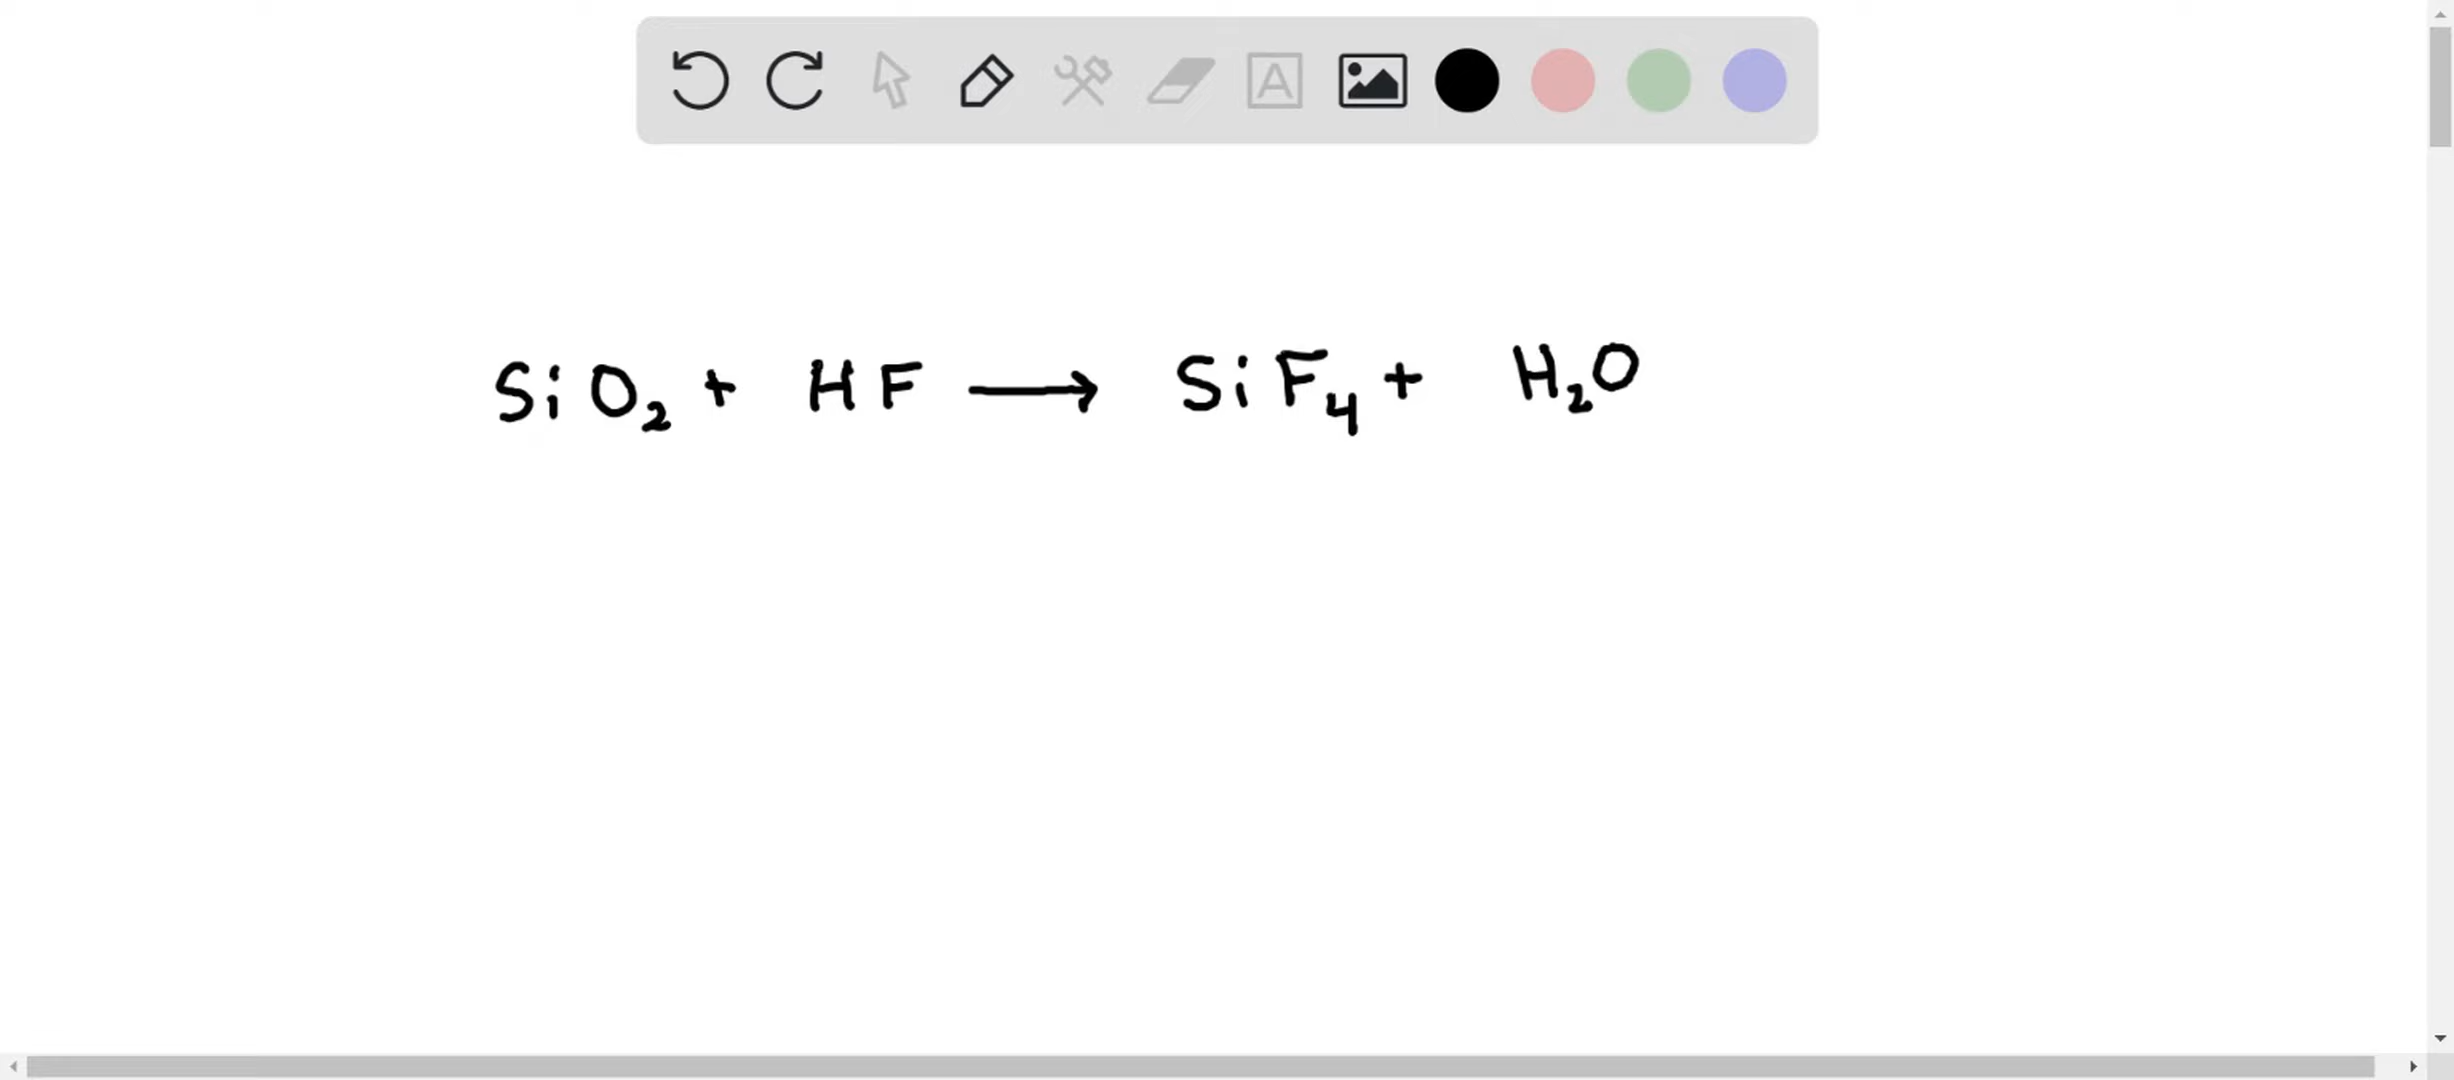 A
SiO₂ + HF ⟶ SiF₄ + H₂O